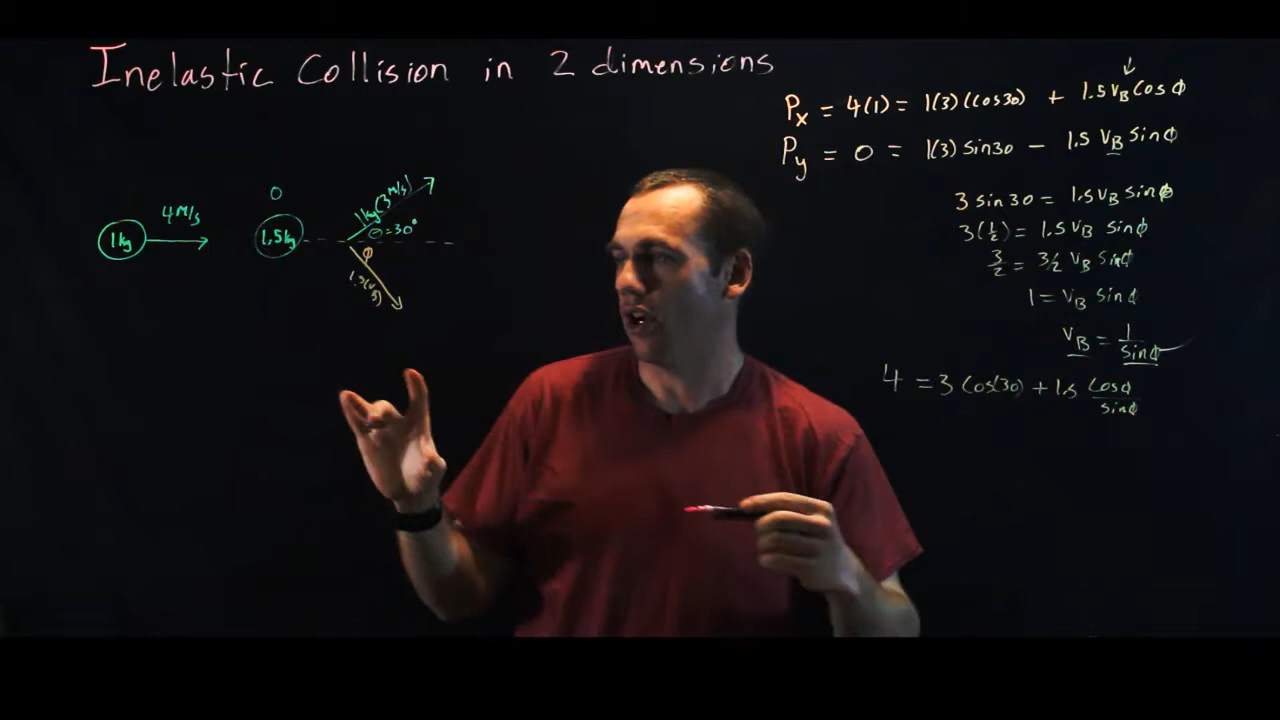 Inelastic Collision in 2 dimensions
Px = 4(1) = 1(3)(cos30) + 1.5 VB Cos φ
Py = 0 = 1(3) sin30 − 1.5 VB sin φ
3 sin 30 = 1.5 VB sin φ
3(1/2) = 1.5 VB sin φ
3/2 = 3/2 VB sin φ
1 = VB sin φ
VB = 1/sin φ
4 = 3 Cos(30) + 1.5 Cos φ/sin φ
0
4 M/s
1kg
1.5kg
1kg(3 M/s)
θ=30°
φ
1.5(VB)